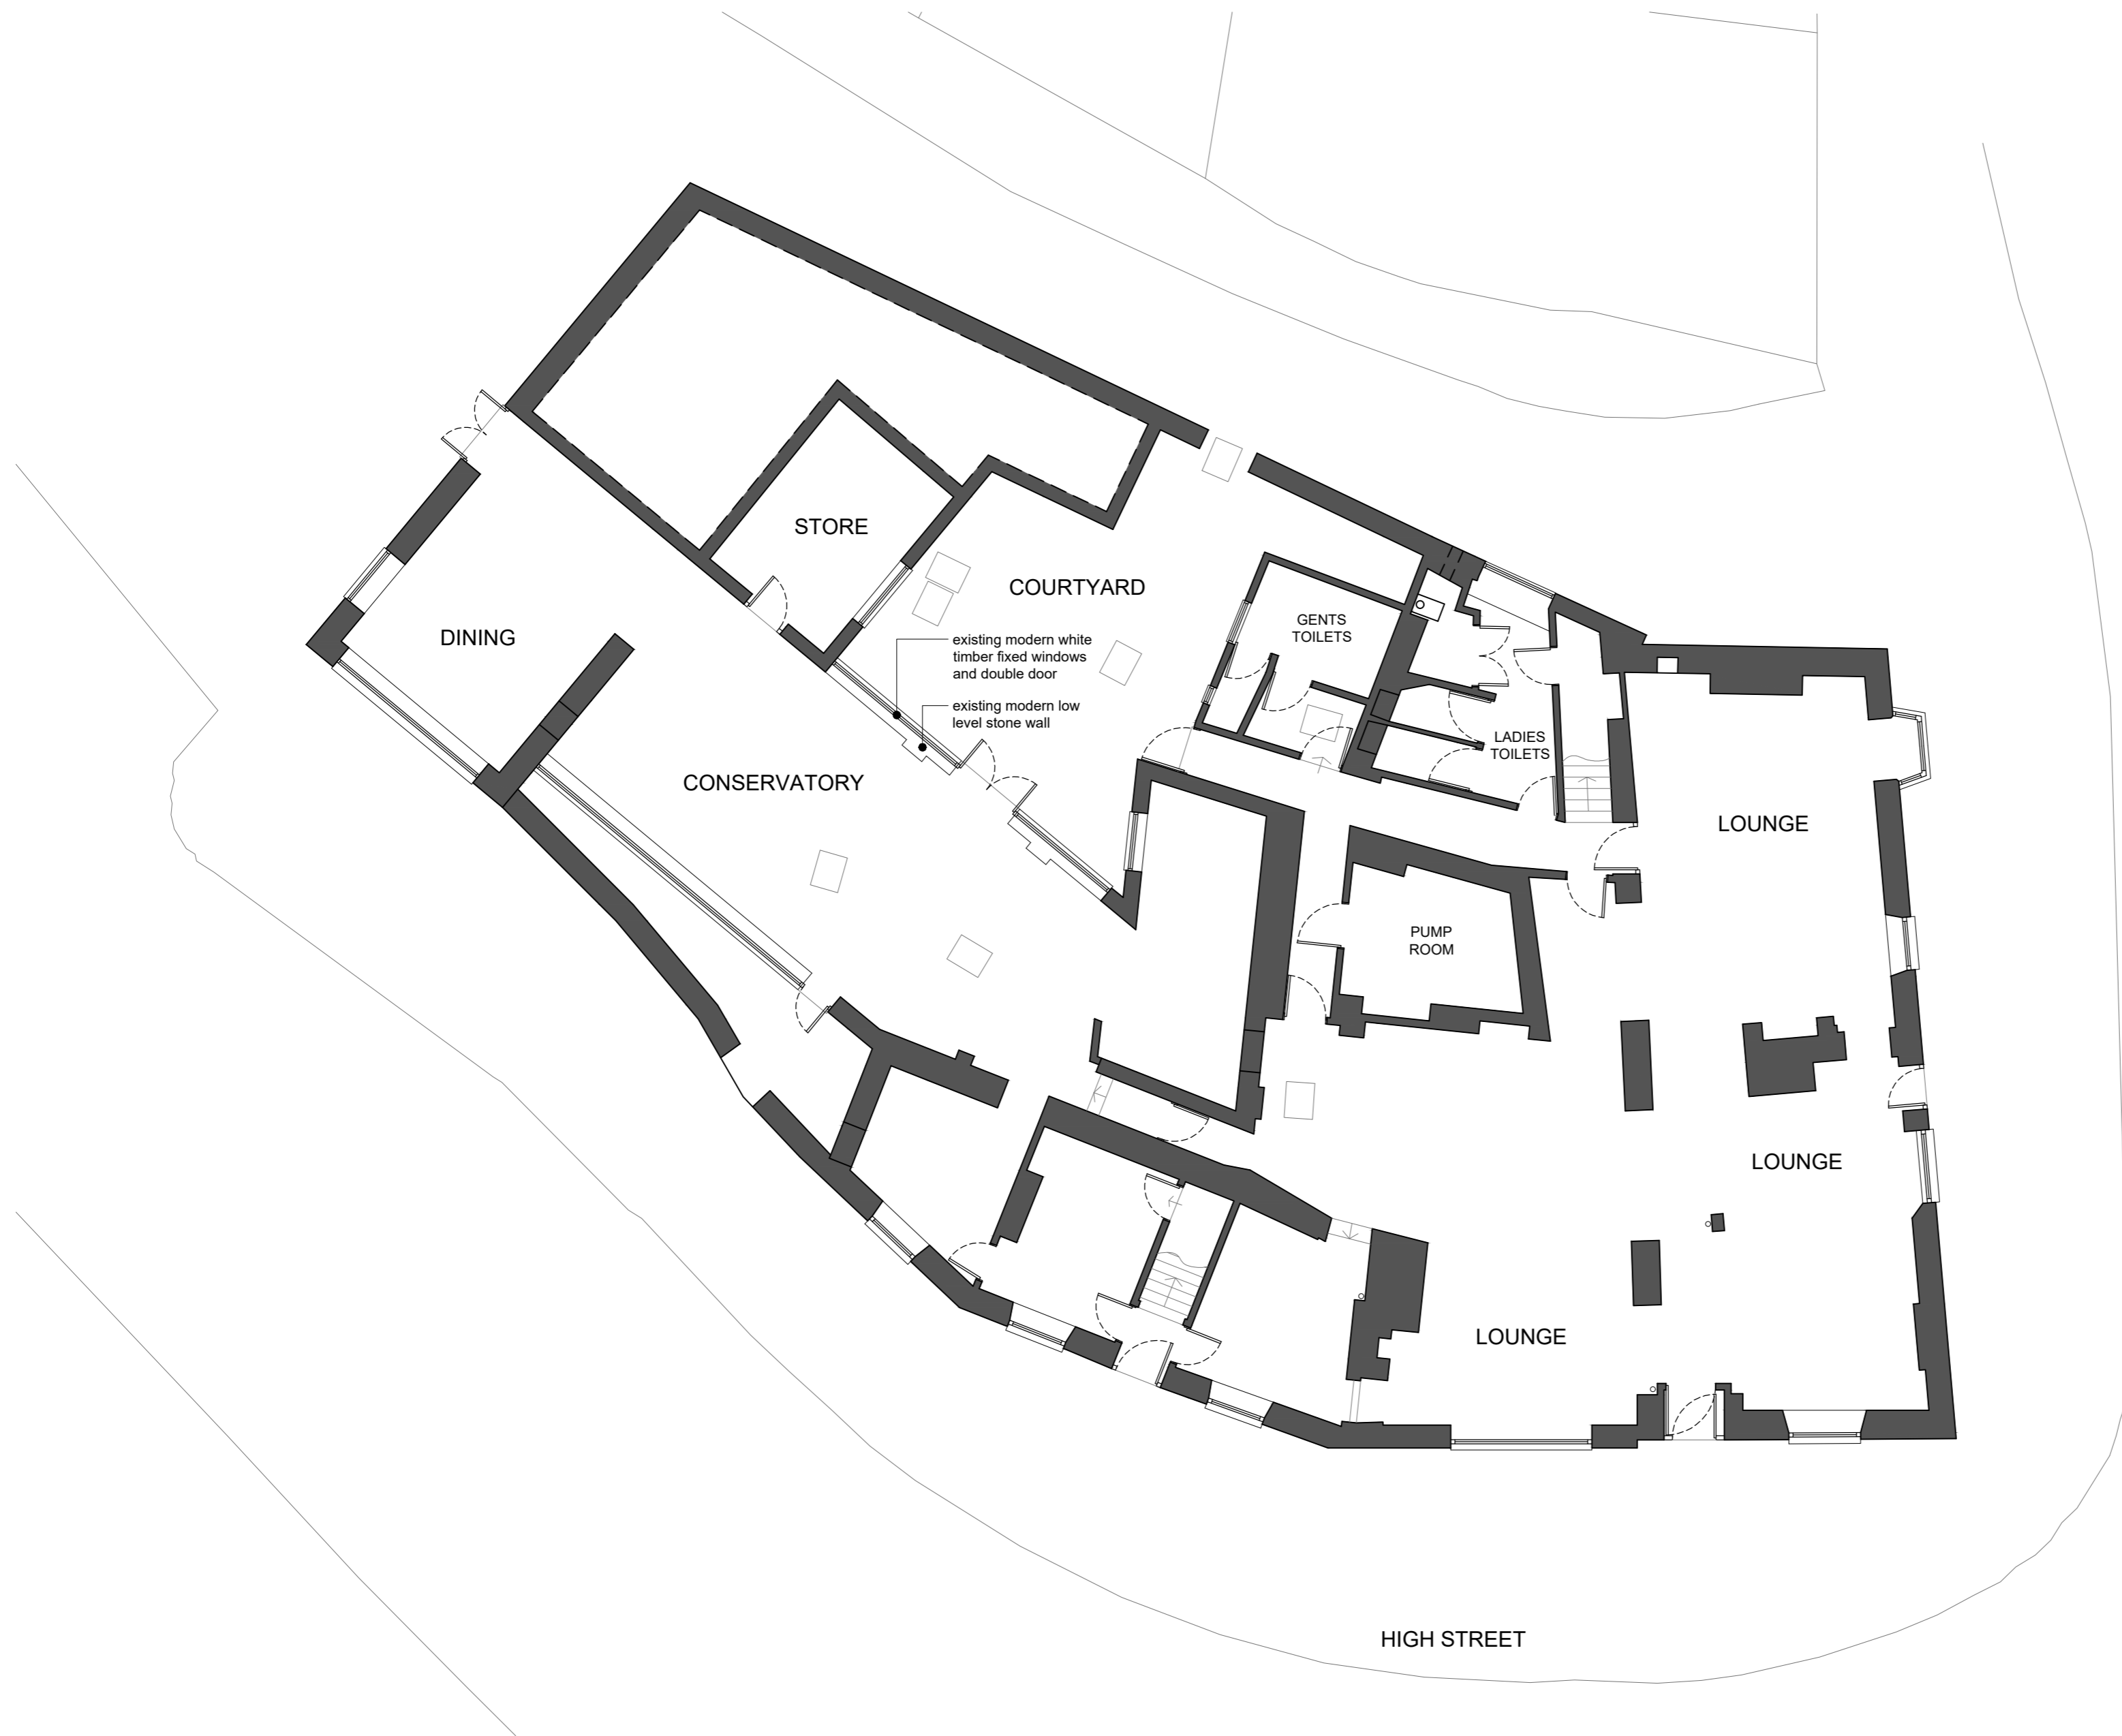 STORE
COURTYARD
DINING
existing modern white
timber fixed windows
and double door
existing modern low
level stone wall
GENTS
TOILETS
LADIES
TOILETS
CONSERVATORY
LOUNGE
PUMP
ROOM
LOUNGE
LOUNGE
HIGH STREET